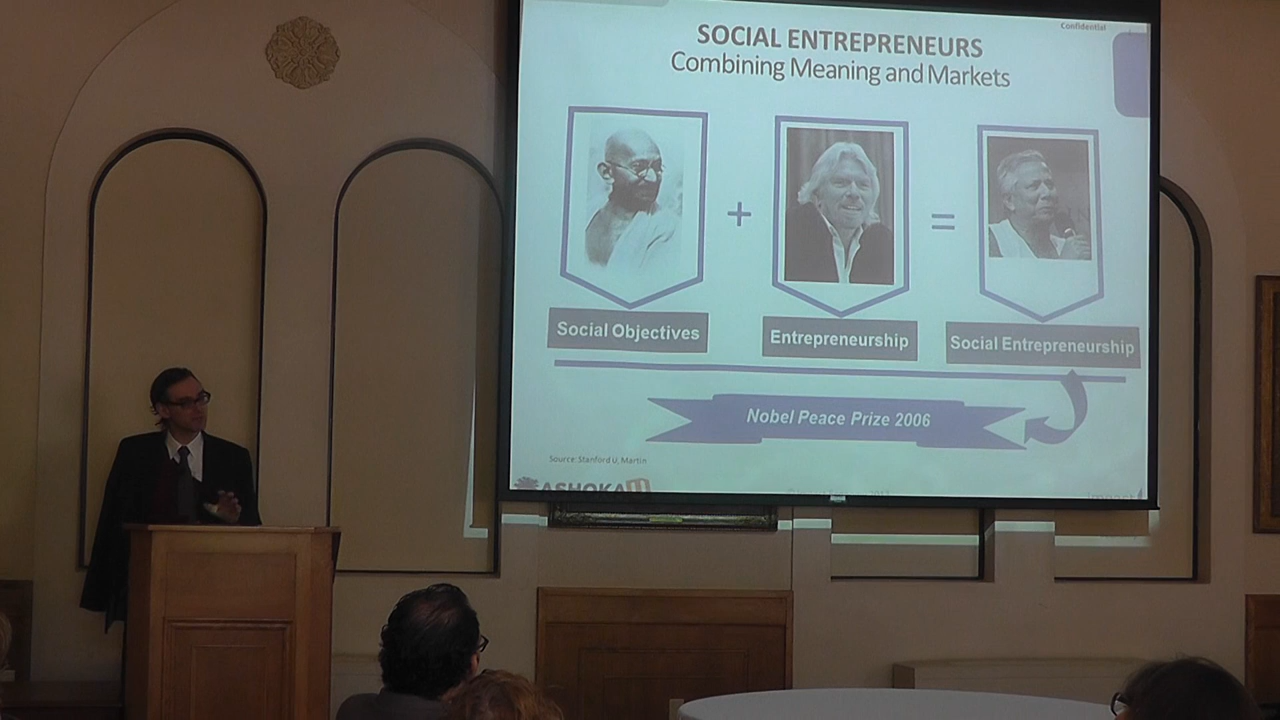 Confidential
SOCIAL ENTREPRENEURS
Combining Meaning and Markets
+
=
Social Objectives
Entrepreneurship
Social Entrepreneurship
Nobel Peace Prize 2006
Source: Stanford U, Martin
ASHOKA